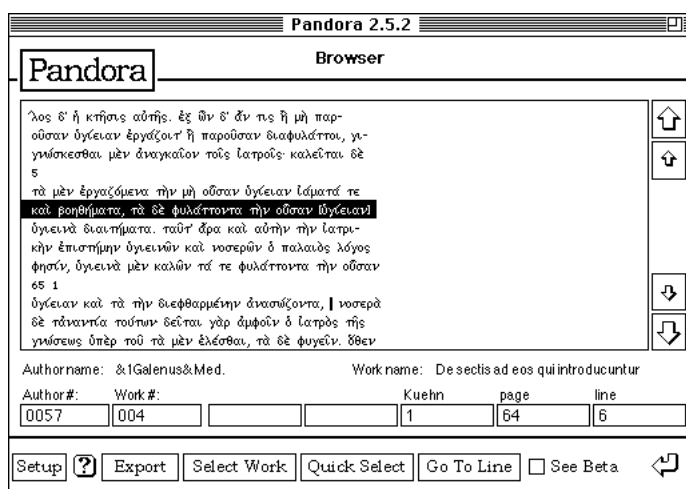 Pandora 2.5.2
Browser
Pandora
λος δ' ἡ κτῆσις αὐτῆς. ἐξ ὧν δ' ἄν τις ἢ μὴ παρ-
οῦσαν ὑγίειαν ἐργάζοιτ' ἢ παροῦσαν διαφυλάττοι, γι-
γνώσκεσθαι μὲν ἀναγκαῖον τοῖς ἰατροῖς· καλεῖται δὲ
5
τὰ μὲν ἐργαζόμενα τὴν μὴ οὖσαν ὑγίειαν ἰάματά τε
καὶ βοηθήματα, τὰ δὲ φυλάττοντα τὴν οὖσαν [ὑγίειαν]
ὑγιεινὰ διαιτήματα. ταῦτ' ἄρα καὶ αὐτὴν τὴν ἰατρι-
κὴν ἐπιστήμην ὑγιεινῶν καὶ νοσερῶν ὁ παλαιὸς λόγος
φησίν, ὑγιεινὰ μὲν καλῶν τά τε φυλάττοντα τὴν οὖσαν
65 1
ὑγίειαν καὶ τὰ τὴν διεφθαρμένην ἀνασώζοντα, | νοσερὰ
δὲ τἀναντία τούτων δεῖται γὰρ ἀμφοῖν ὁ ἰατρὸς τῆς
γνώσεως ὑπὲρ τοῦ τὰ μὲν ἑλέσθαι, τὰ δὲ φυγεῖν. ὅθεν
Author name: &1Galenus&Med. Work name: De sectis ad eos qui introducuntur
Author#: Work #: Kuehn page line
0057 004 1 64 6
Setup ? Export Select Work Quick Select Go To Line See Beta